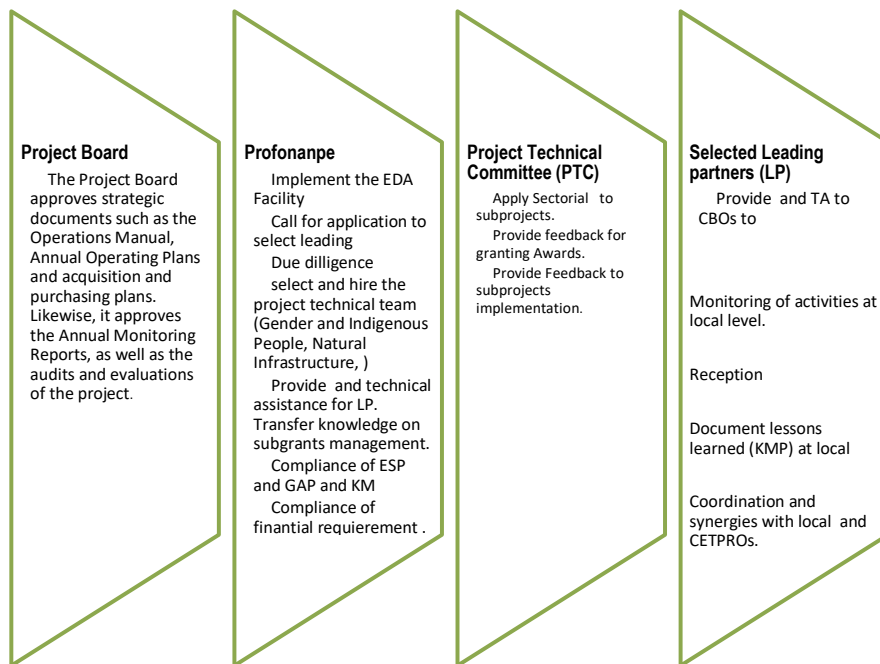 Project Board
The Project Board
approves strategic
documents such as the
Operations Manual,
Annual Operating Plans
and acquisition and
purchasing plans.
Likewise, it approves
the Annual Monitoring
Reports, as well as the
audits and evaluations
of the project.
Profonanpe
Implement the EDA
Facility
Call for application to
select leading
Due dilligence
select and hire the
project technical team
(Gender and Indigenous
People, Natural
Infrastructure, )
Provide and technical
assistance for LP.
Transfer knowledge on
subgrants management.
Compliance of ESP
and GAP and KM
Compliance of
finantial requierement .
Project Technical
Committee (PTC)
Apply Sectorial to
subprojects.
Provide feedback for
granting Awards.
Provide Feedback to
subprojects
implementation.
Selected Leading
partners (LP)
Provide and TA to
CBOs to
Monitoring of activities at
local level.
Reception
Document lessons
learned (KMP) at local
Coordination and
synergies with local and
CETPROs.